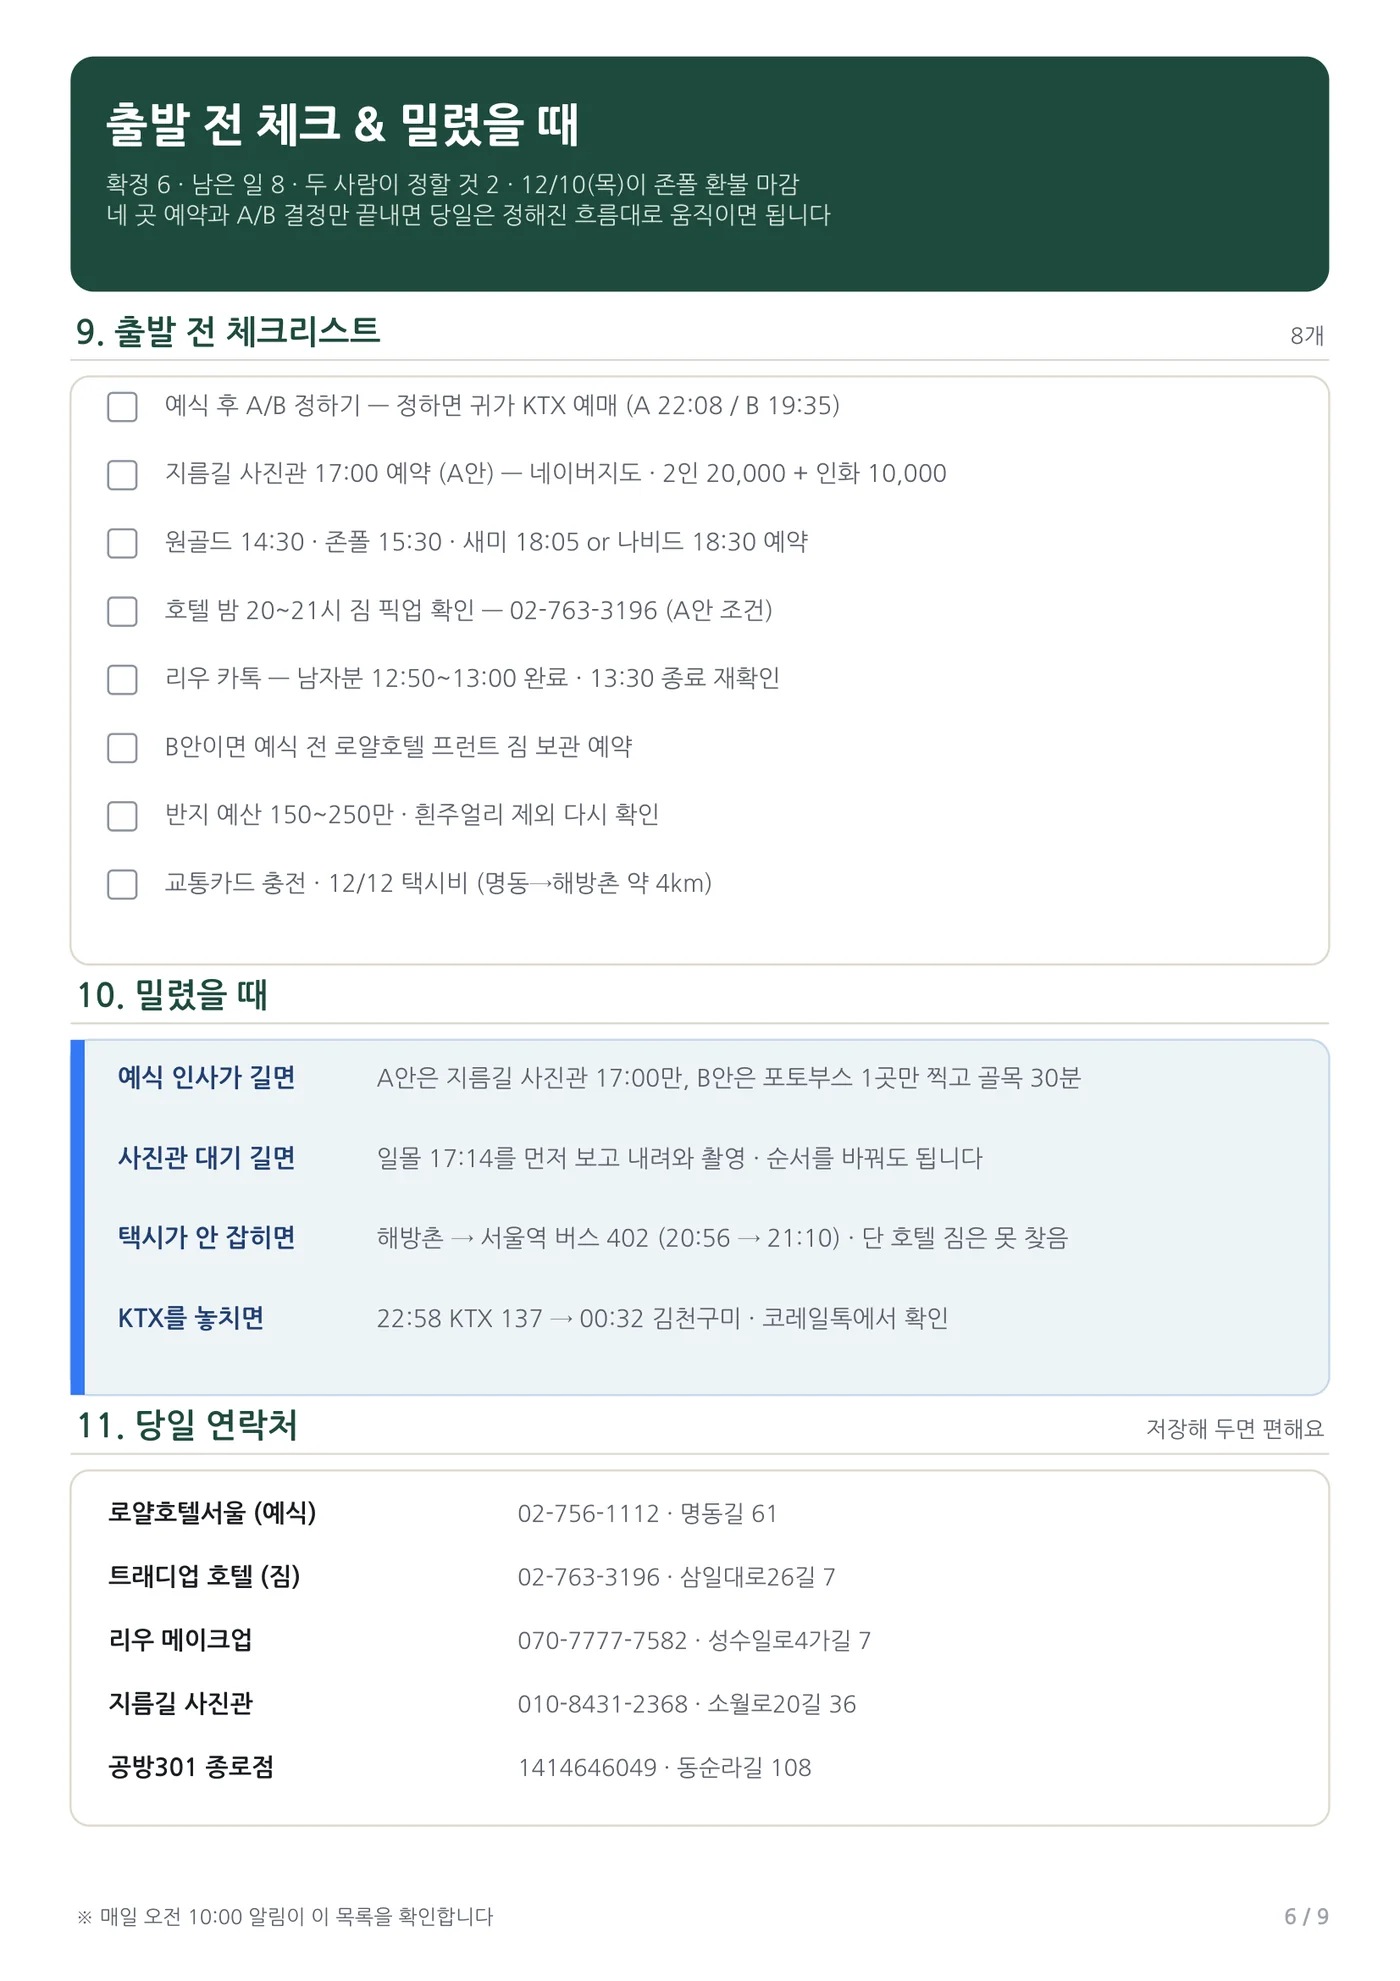 출발 전 체크 & 밀렸을 때
확정 6 · 남은 일 8 · 두 사람이 정할 것 2 · 12/10(목)이 존폴 환불 마감
네 곳 예약과 A/B 결정만 끝내면 당일은 정해진 흐름대로 움직이면 됩니다
9. 출발 전 체크리스트
8개
예식 후 A/B 정하기 — 정하면 귀가 KTX 예매 (A 22:08 / B 19:35)
지름길 사진관 17:00 예약 (A안) — 네이버지도 · 2인 20,000 + 인화 10,000
원골드 14:30 · 존폴 15:30 · 새미 18:05 or 나비드 18:30 예약
호텔 밤 20~21시 짐 픽업 확인 — 02-763-3196 (A안 조건)
리우 카톡 — 남자분 12:50~13:00 완료 · 13:30 종료 재확인
B안이면 예식 전 로얄호텔 프런트 짐 보관 예약
반지 예산 150~250만 · 흰주얼리 제외 다시 확인
교통카드 충전 · 12/12 택시비 (명동→해방촌 약 4km)
10. 밀렸을 때
예식 인사가 길면 A안은 지름길 사진관 17:00만, B안은 포토부스 1곳만 찍고 골목 30분
사진관 대기 길면 일몰 17:14를 먼저 보고 내려와 촬영 · 순서를 바꿔도 됩니다
택시가 안 잡히면 해방촌 → 서울역 버스 402 (20:56 → 21:10) · 단 호텔 짐은 못 찾음
KTX를 놓치면 22:58 KTX 137 → 00:32 김천구미 · 코레일톡에서 확인
11. 당일 연락처
저장해 두면 편해요
로얄호텔서울 (예식) 02-756-1112 · 명동길 61
트래디업 호텔 (짐) 02-763-3196 · 삼일대로26길 7
리우 메이크업 070-7777-7582 · 성수일로4가길 7
지름길 사진관 010-8431-2368 · 소월로20길 36
공방301 종로점 1414646049 · 동순라길 108
※ 매일 오전 10:00 알림이 이 목록을 확인합니다
6 / 9